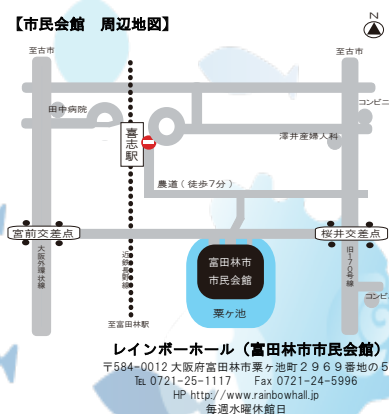 【市民会館　周辺地図】
N
至古市
至古市
田中病院
コンビニ
喜志駅
澤井産婦人科
農道(徒歩7分)
宮前交差点
桜井交差点
大阪外環状線
近鉄長野線
富田林市
市民会館
旧170号線
粟ヶ池
コンビニ
至富田林駅
レインボーホール（富田林市市民会館）
〒584-0012 大阪府富田林市粟ヶ池町２９６９番地の５
℡ 0721-25-1117　Fax 0721-24-5996
HP http://www.rainbowhall.jp
毎週水曜休館日